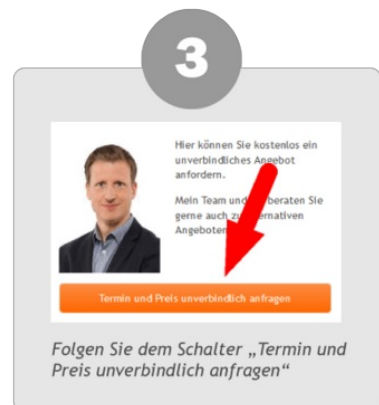 3
Hier können Sie kostenlos ein
unverbindliches Angebot
anfordern.
Mein Team und beraten Sie
gerne auch zu
Angeboten
Termin und Preis unverbindlich anfragen
Folgen Sie dem Schalter „Termin und
Preis unverbindlich anfragen“